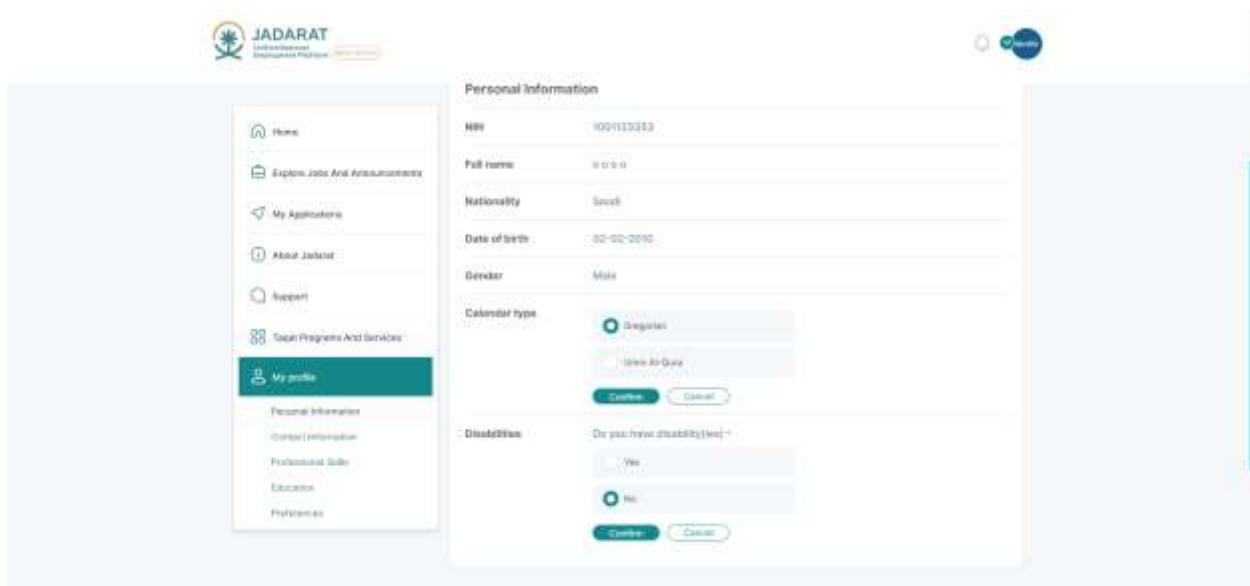 JADARAT
Personal Information
Home
Explore Jobs And Announcements
My Applications
About Jadarat
Support
Taqat Programs And Services
My profile
Personal Information
Contact Information
Professional Skills
Education
Preferences
NIN
Full name
Nationality Saudi
Date of birth 02-02-2010
Gender Male
Calendar type
Gregorian
Umm Al-Qura
Confirm Cancel
Disabilities Do you have disability(ies)
Yes
No
Confirm Cancel